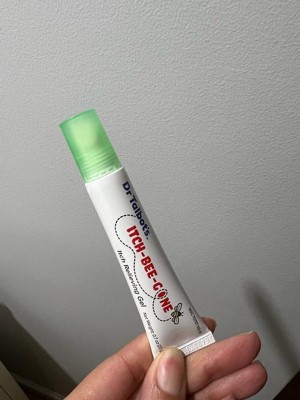 Dr Talbot's.
ITCH-BEE-GONE
Itch Relieving Gel